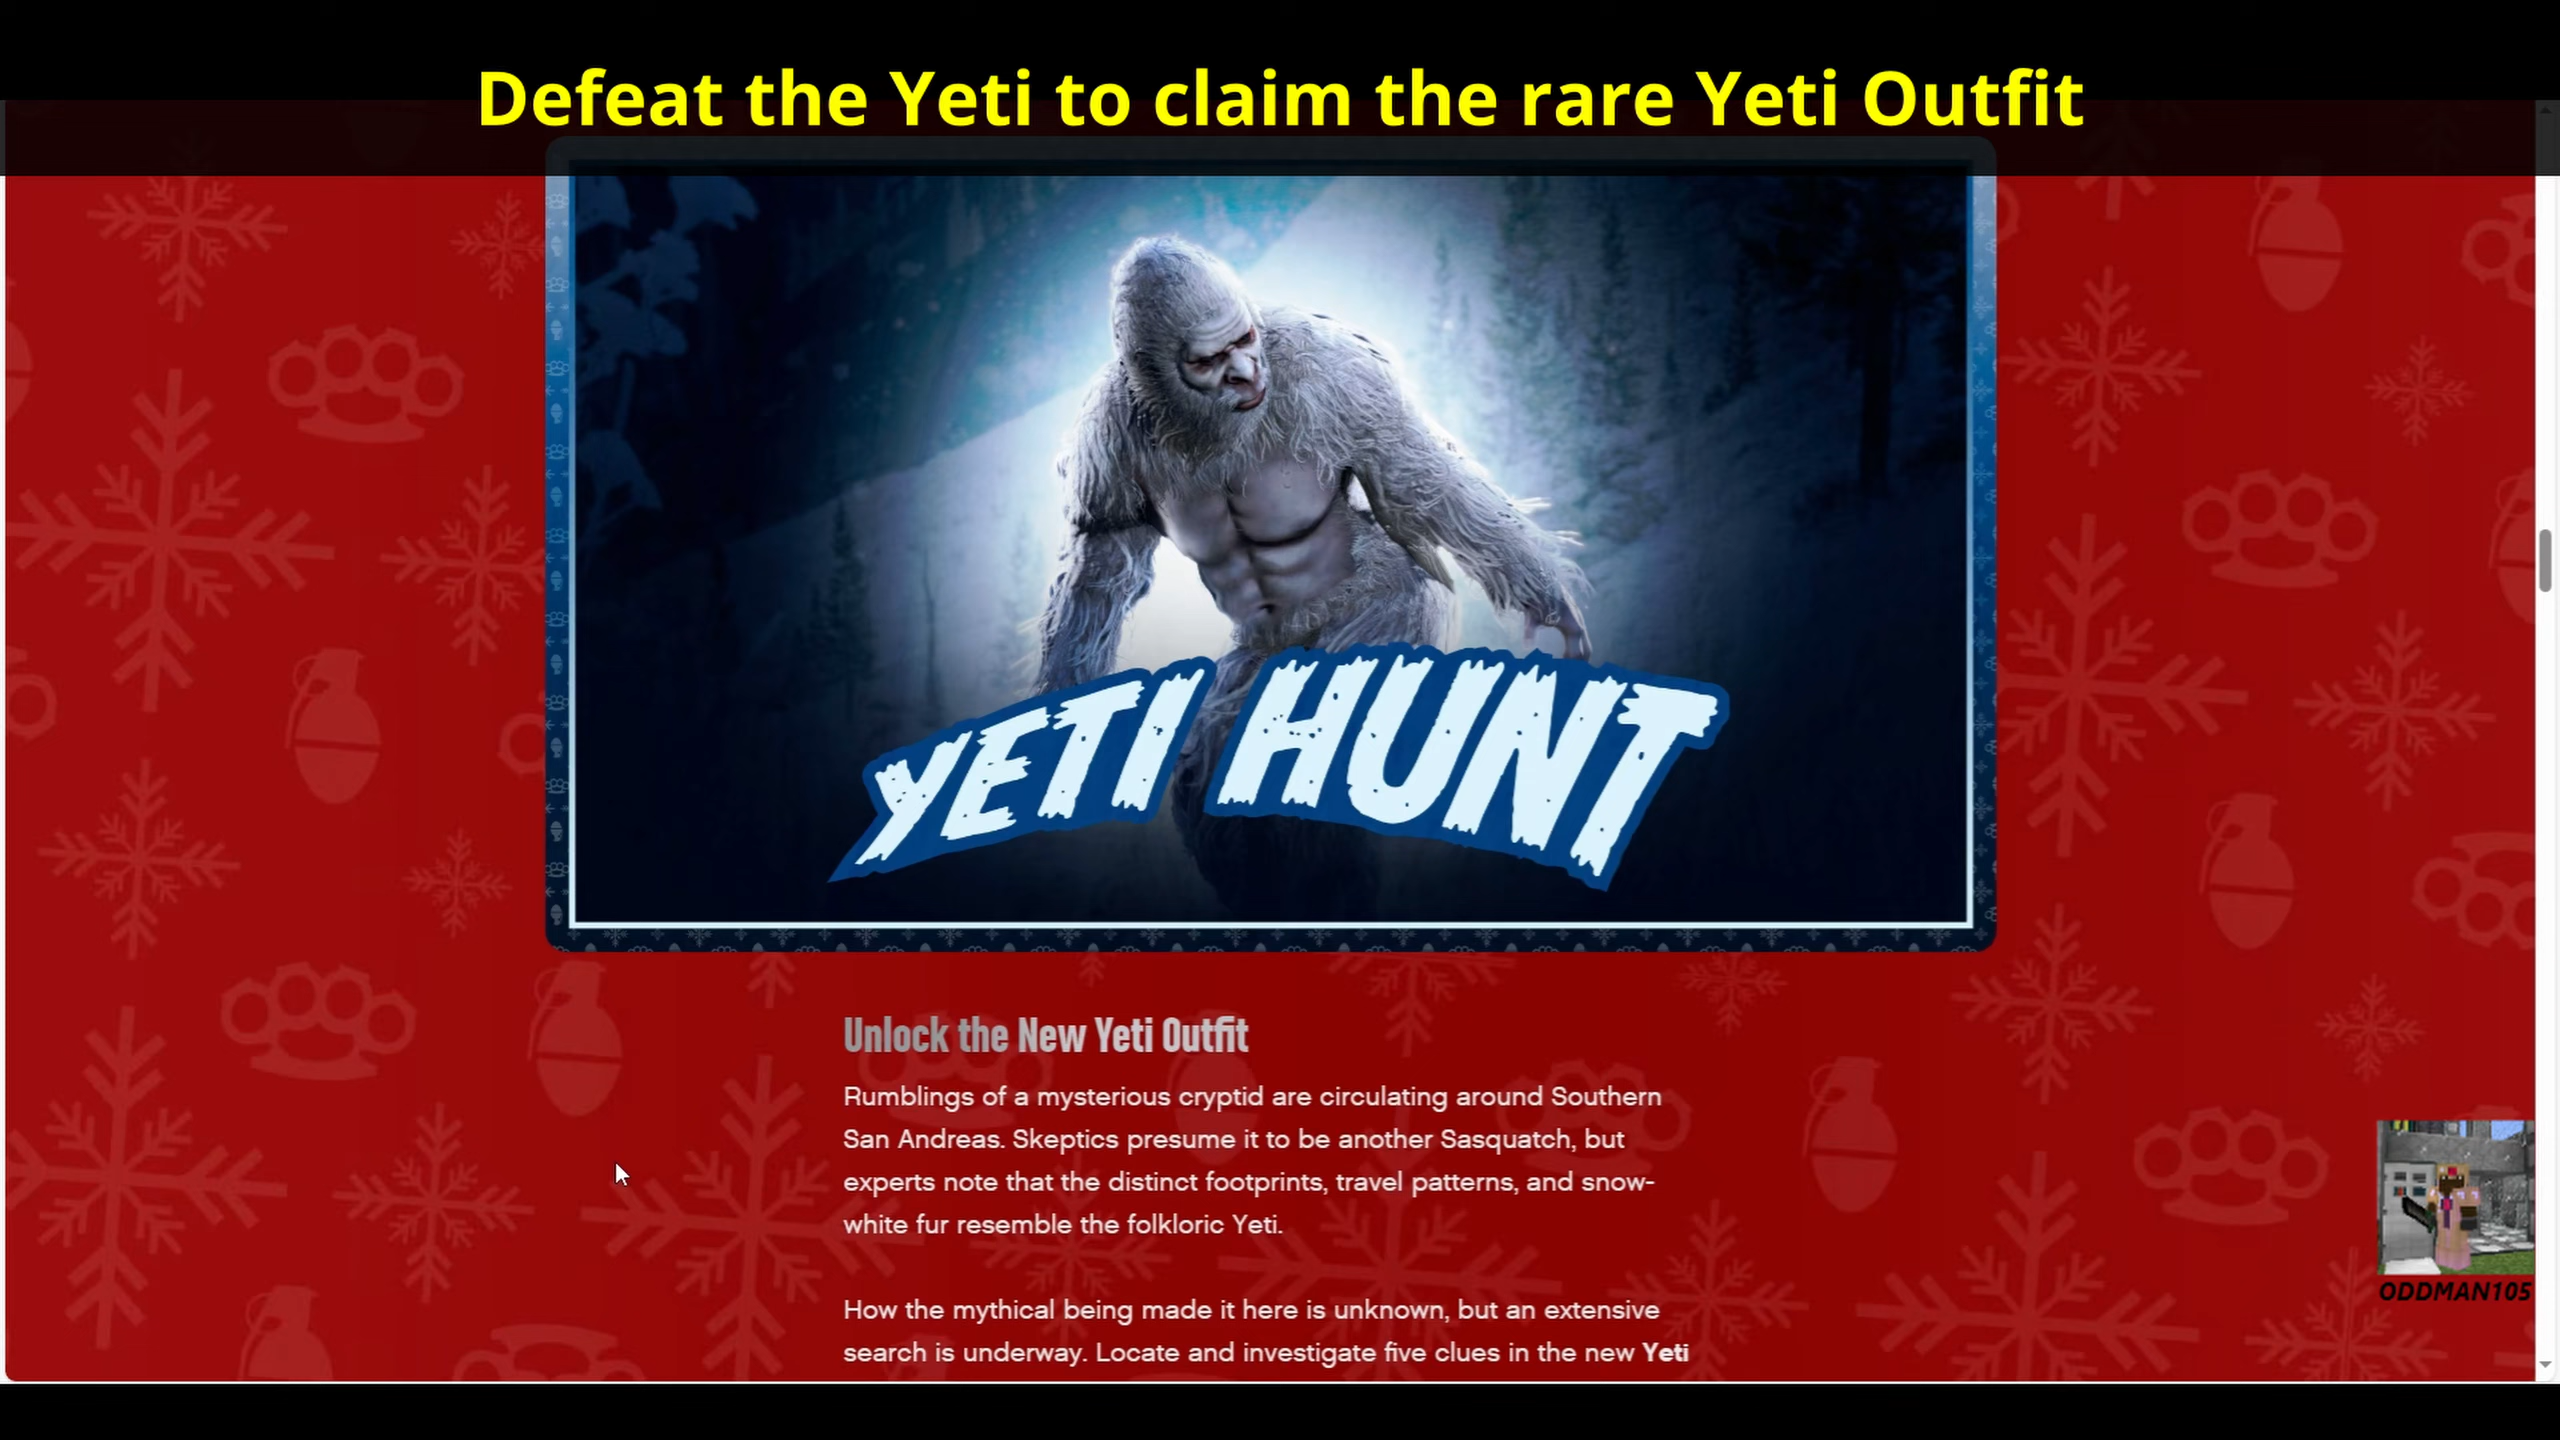 Defeat the Yeti to claim the rare Yeti Outfit
YETI HUNT
Unlock the New Yeti Outfit
Rumblings of a mysterious cryptid are circulating around Southern
San Andreas. Skeptics presume it to be another Sasquatch, but
experts note that the distinct footprints, travel patterns, and snow-
white fur resemble the folkloric Yeti.
How the mythical being made it here is unknown, but an extensive
search is underway. Locate and investigate five clues in the new Yeti
ODDMAN105